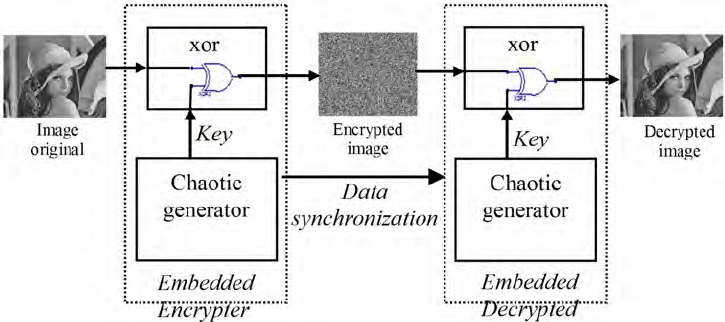 xor
Image
original
Key
Chaotic
generator
Embedded
Encrypter
Encrypted
image
Data
synchronization
xor
Key
Chaotic
generator
Embedded
Decrypted
Decrypted
image